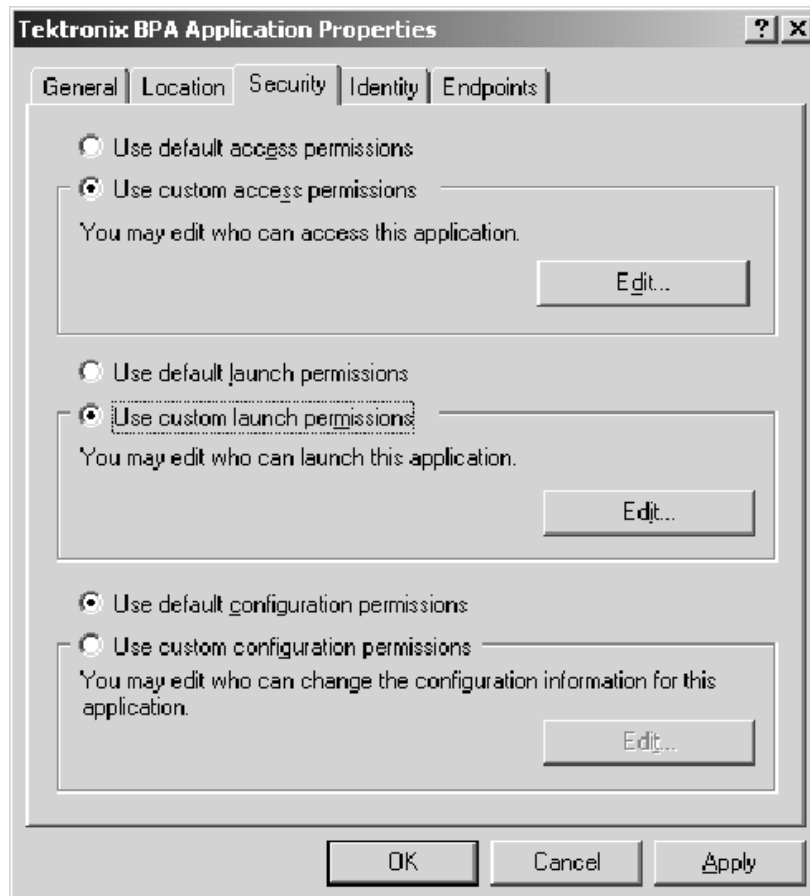 Tektronix BPA Application Properties
General Location Security Identity Endpoints
Use default access permissions
Use custom access permissions
You may edit who can access this application.
Edit...
Use default launch permissions
Use custom launch permissions
You may edit who can launch this application.
Edit...
Use default configuration permissions
Use custom configuration permissions
You may edit who can change the configuration information for this
application.
Edit...
OK Cancel Apply